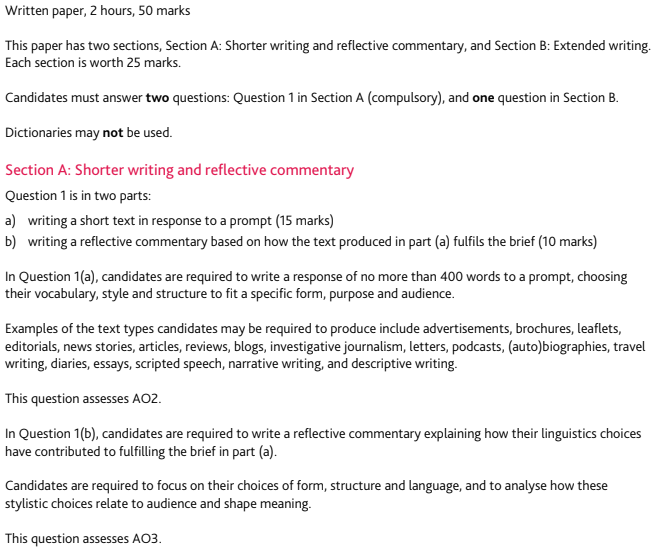 Written paper, 2 hours, 50 marks
This paper has two sections, Section A: Shorter writing and reflective commentary, and Section B: Extended writing.
Each section is worth 25 marks.
Candidates must answer two questions: Question 1 in Section A (compulsory), and one question in Section B.
Dictionaries may not be used.
Section A: Shorter writing and reflective commentary
Question 1 is in two parts:
a) writing a short text in response to a prompt (15 marks)
b) writing a reflective commentary based on how the text produced in part (a) fulfils the brief (10 marks)
In Question 1(a), candidates are required to write a response of no more than 400 words to a prompt, choosing
their vocabulary, style and structure to fit a specific form, purpose and audience.
Examples of the text types candidates may be required to produce include advertisements, brochures, leaflets,
editorials, news stories, articles, reviews, blogs, investigative journalism, letters, podcasts, (auto)biographies, travel
writing, diaries, essays, scripted speech, narrative writing, and descriptive writing.
This question assesses AO2.
In Question 1(b), candidates are required to write a reflective commentary explaining how their linguistics choices
have contributed to fulfilling the brief in part (a).
Candidates are required to focus on their choices of form, structure and language, and to analyse how these
stylistic choices relate to audience and shape meaning.
This question assesses AO3.